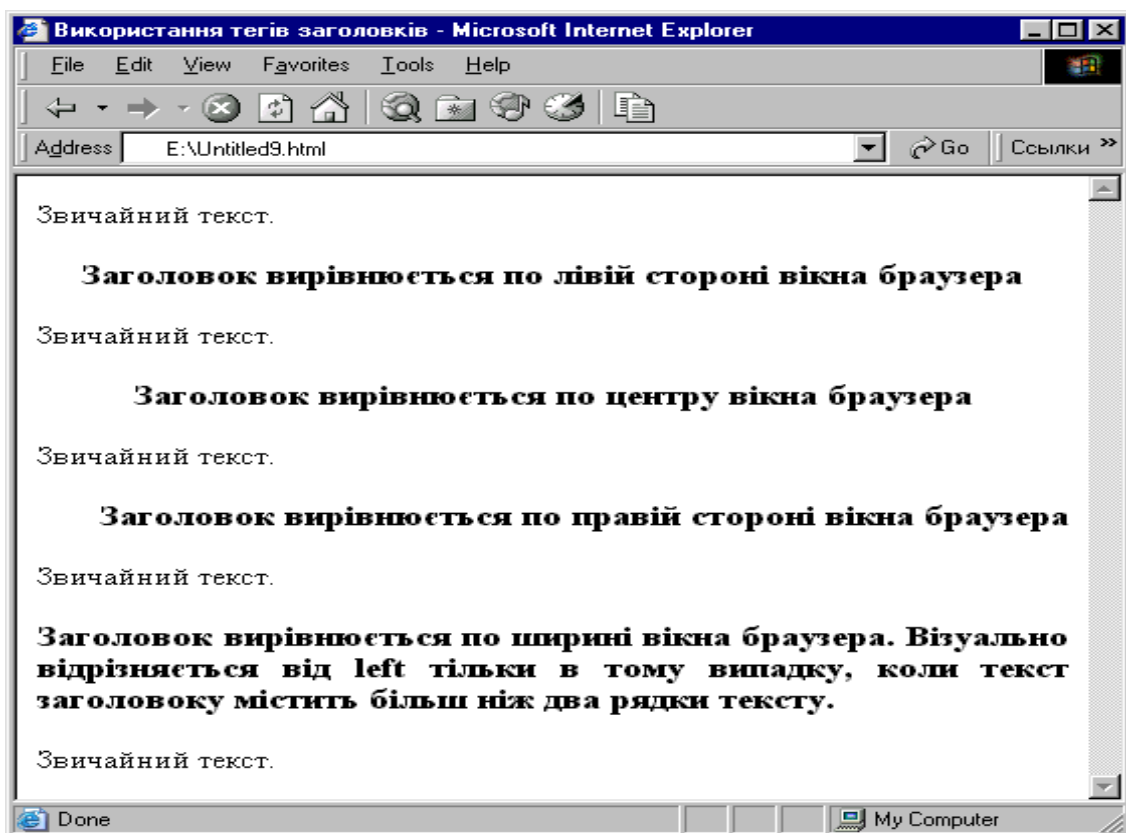 Використання тегів заголовків - Microsoft Internet Explorer
File Edit View Favorites Tools Help
Address E:\Untitled9.html Go Ссылки »
Звичайний текст.
Заголовок вирівнюється по лівій стороні вікна браузера
Звичайний текст.
Заголовок вирівнюється по центру вікна браузера
Звичайний текст.
Заголовок вирівнюється по правій стороні вікна браузера
Звичайний текст.
Заголовок вирівнюється по ширині вікна браузера. Візуально
відрізняється від left тільки в тому випадку, коли текст
заголовоку містить більш ніж два рядки тексту.
Звичайний текст.
Done My Computer